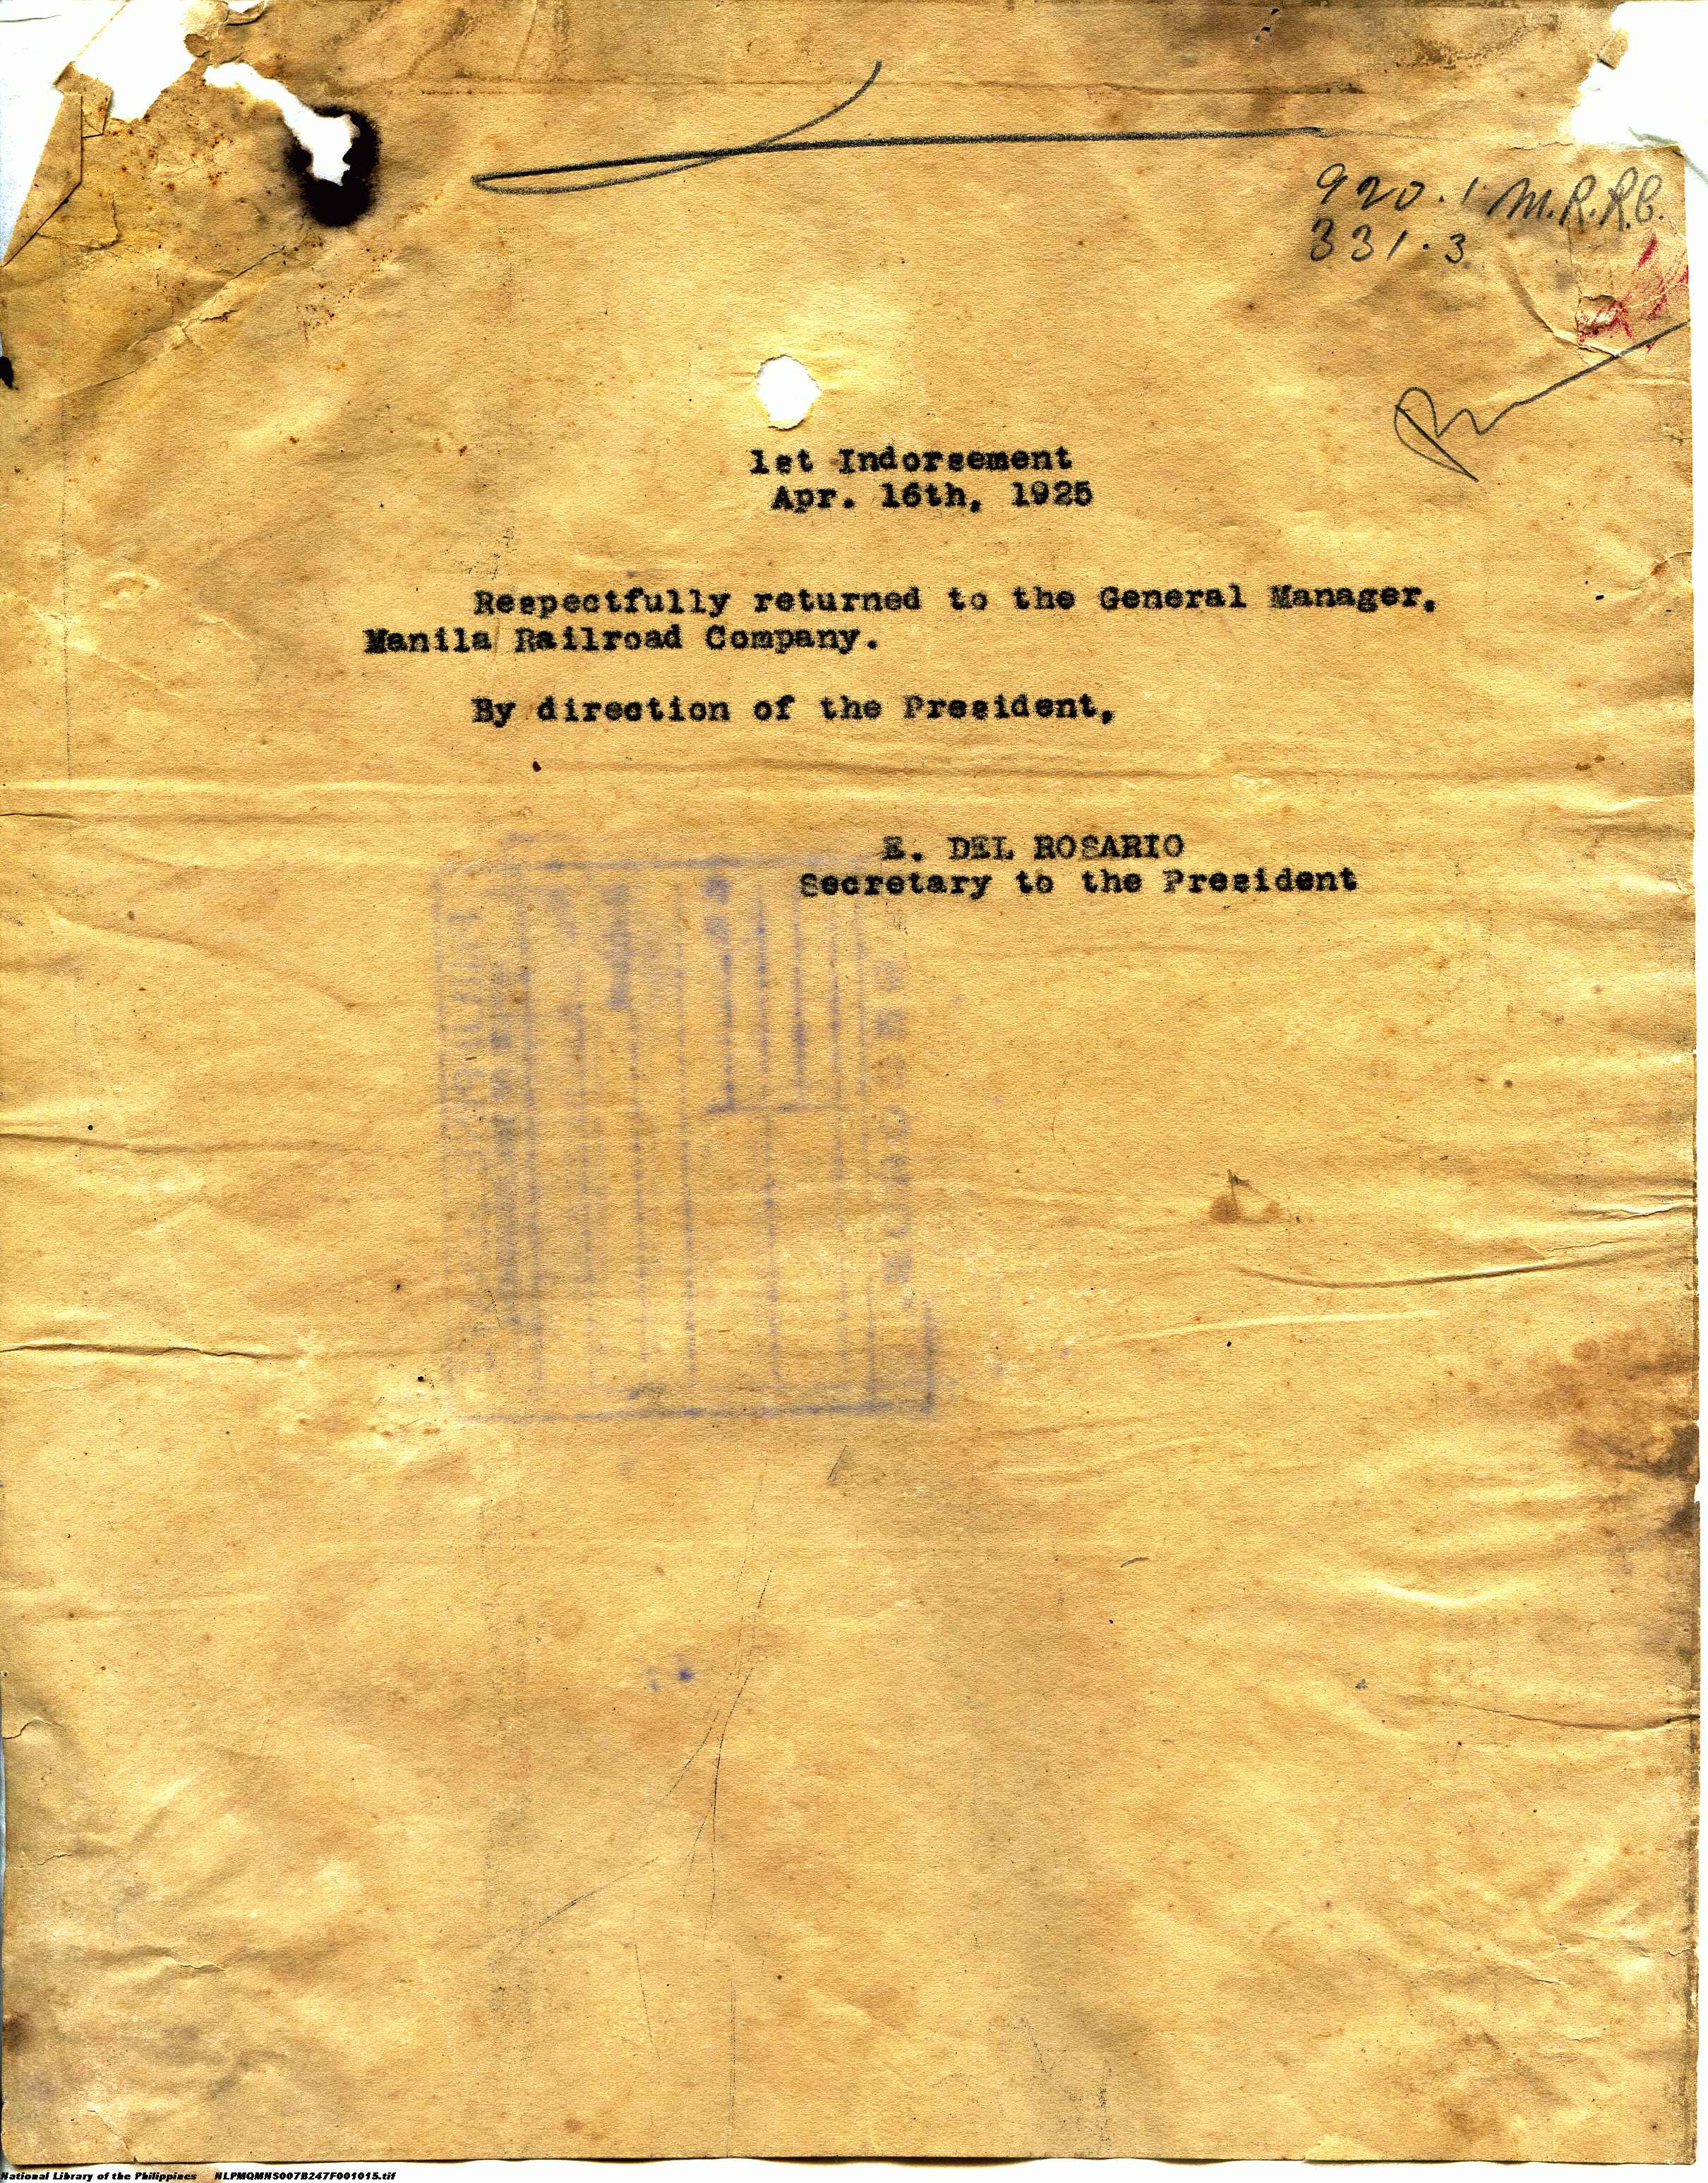 920.1 M.R.R.C.
331.3
1st Indorsement
Apr. 16th, 1925
Respectfully returned to the General Manager,
Manila Railroad Company.
By direction of the President,
E. DEL ROSARIO
Secretary to the President
National Library of the Philippines NLPMQMNS007B247F001015.tif